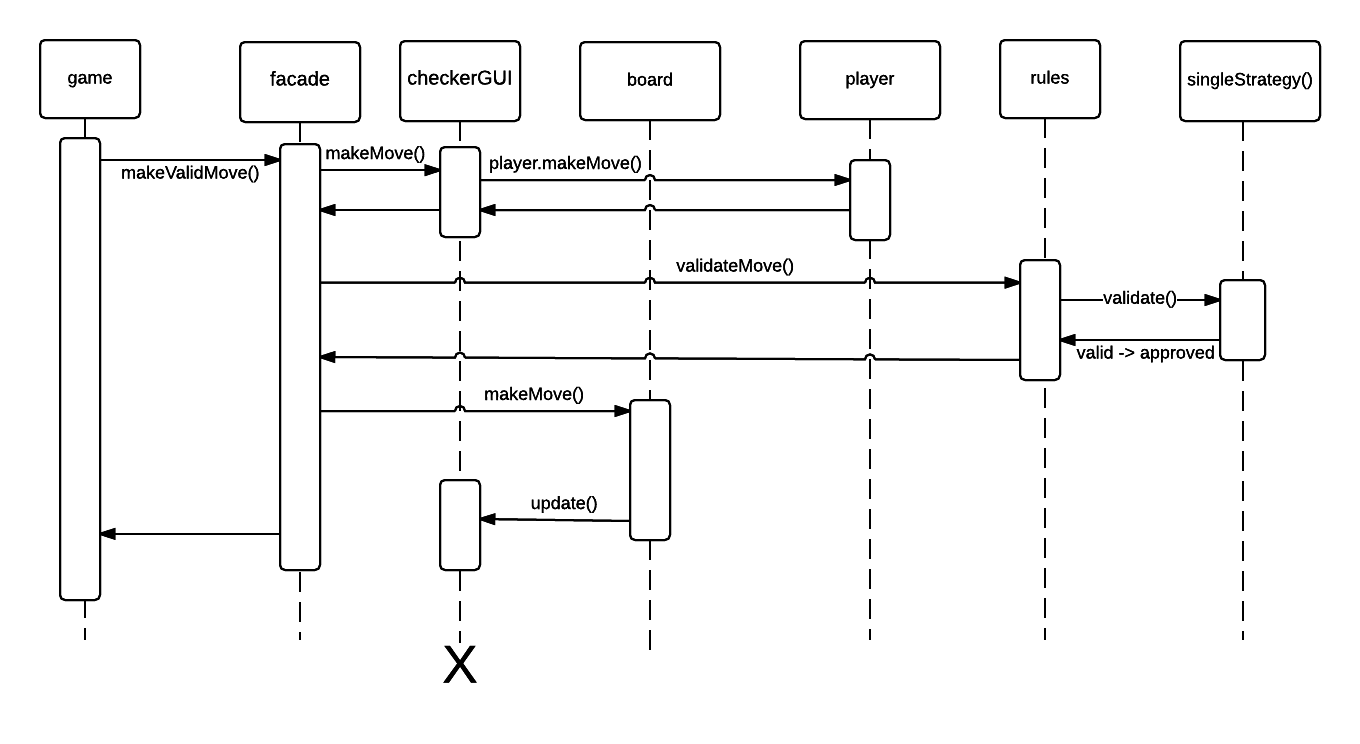 game
facade
checkerGUI
board
player
rules
singleStrategy()
makeValidMove()
makeMove()
player.makeMove()
validateMove()
validate()
valid -> approved
makeMove()
update()
X